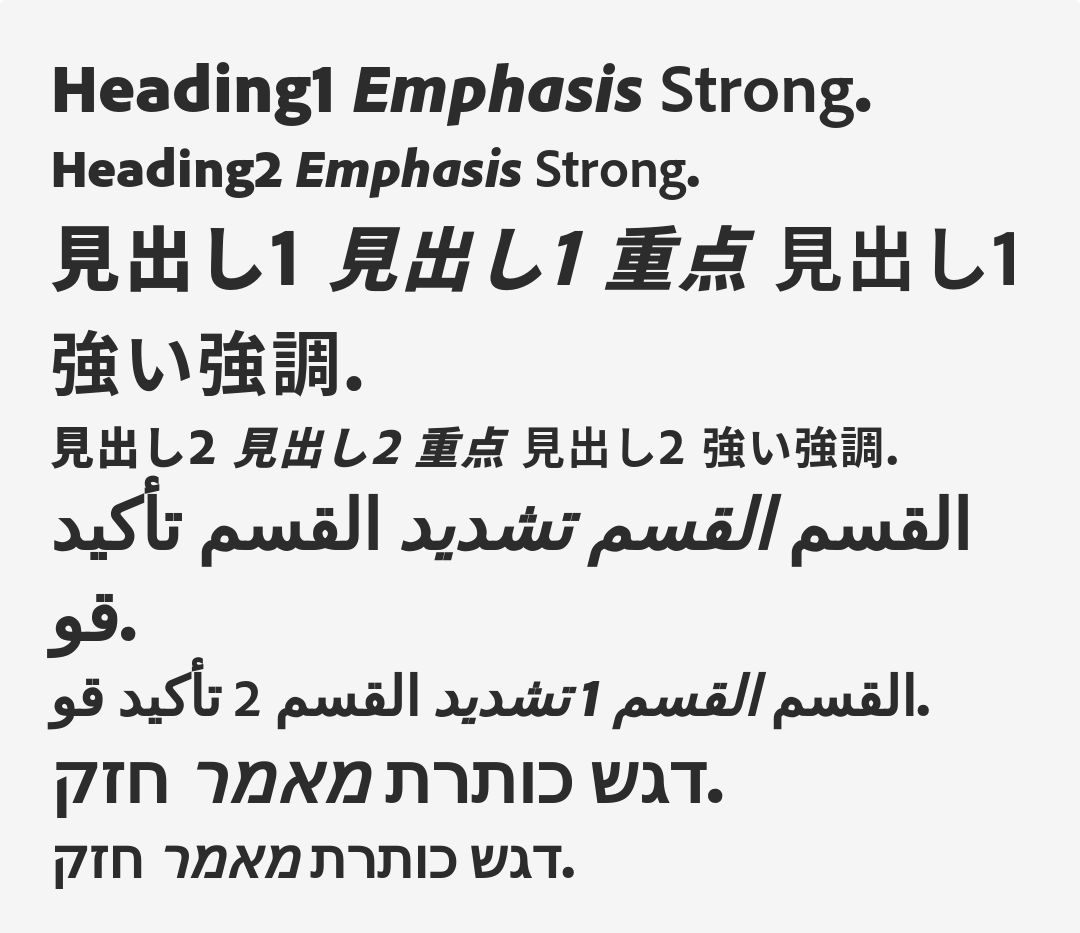 Heading1 Emphasis Strong.
Heading2 Emphasis Strong.
見出し1 見出し1 重点 見出し1
強い強調.
見出し2 見出し2 重点 見出し2 強い強調.
القسم القسم تشديد القسم تأكيد
قو.
القسم القسم 1 تشديد القسم 2 تأكيد قو.
דגש כותרת מאמר חזק.
דגש כותרת מאמר חזק.